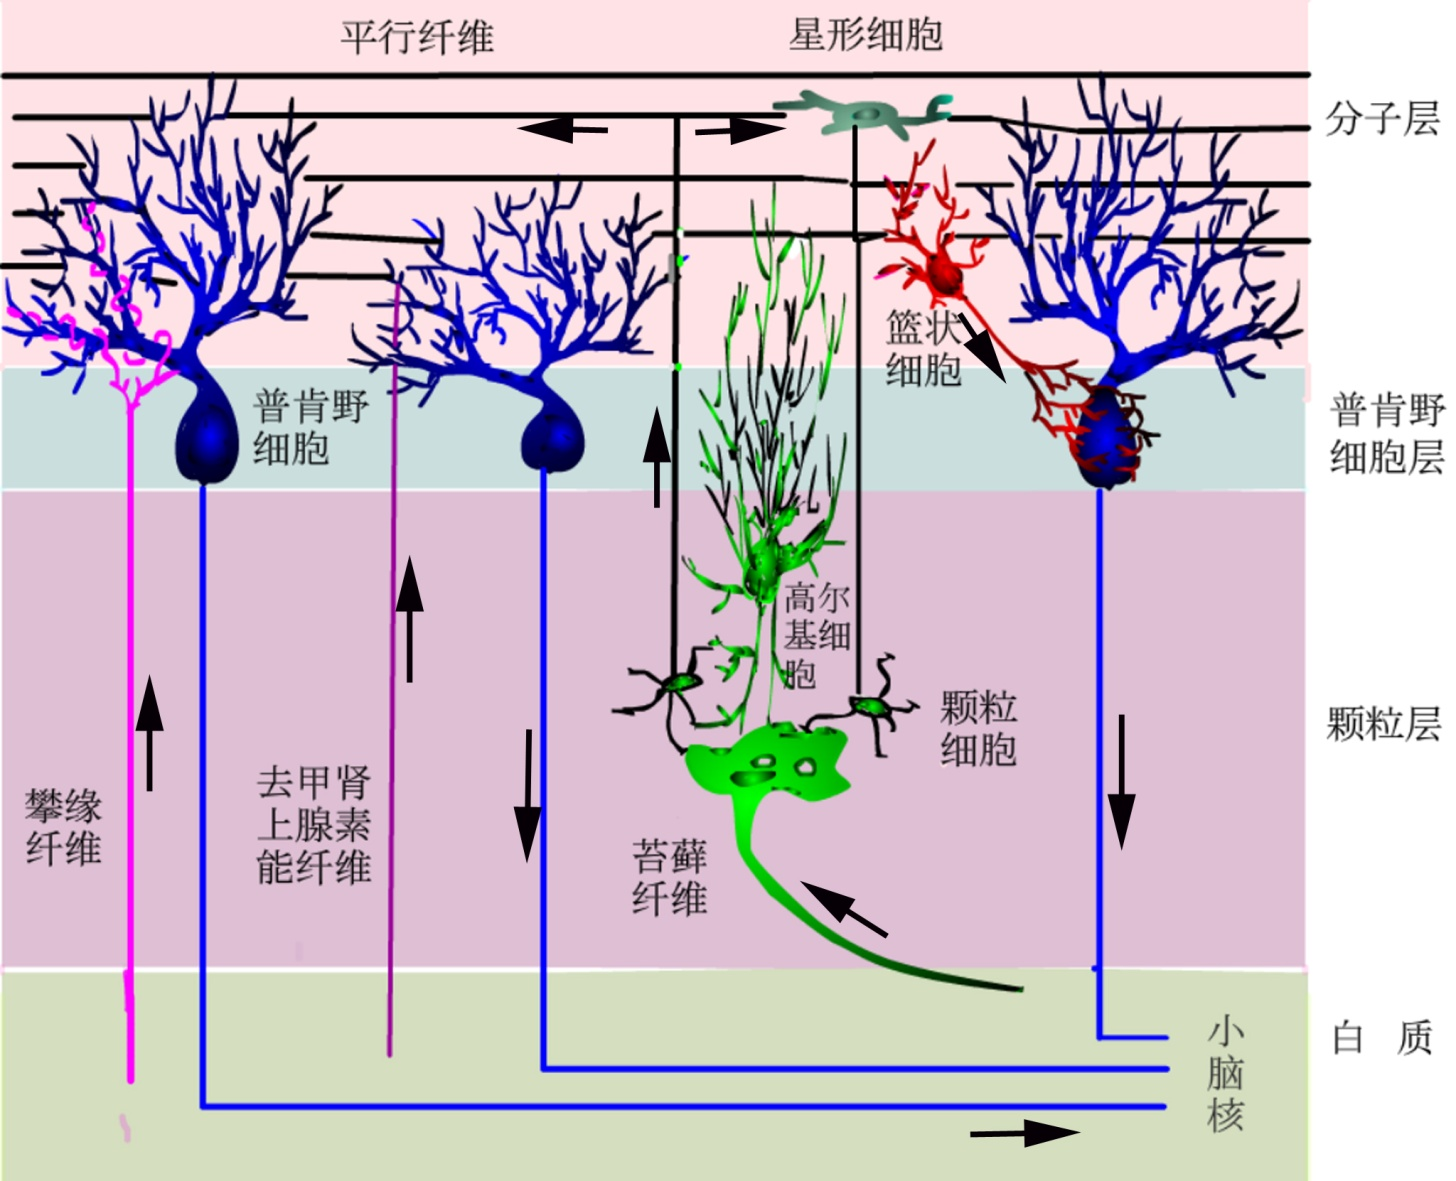 平行纤维
星形细胞
分子层
篮状
细胞
普肯野
细胞
普肯野
细胞层
高尔
基细
胞
颗粒
细胞
颗粒层
攀缘
纤维
去甲肾
上腺素
能纤维
苔藓
纤维
小
脑
核
白 质